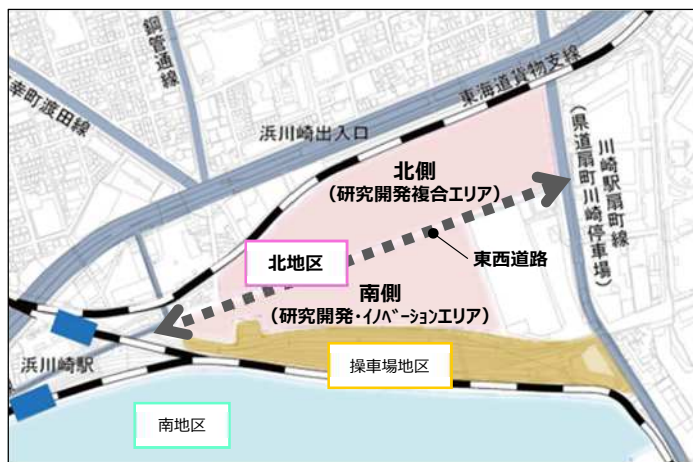 鋼管通線
幸町渡田線
東海道貨物支線
浜川崎出入口
北側
(研究開発複合エリア)
川崎駅扇町線
(県道扇町川崎停車場)
東西道路
北地区
南側
(研究開発・ｲﾉﾍﾞｰｼｮﾝエリア)
浜川崎駅
操車場地区
南地区